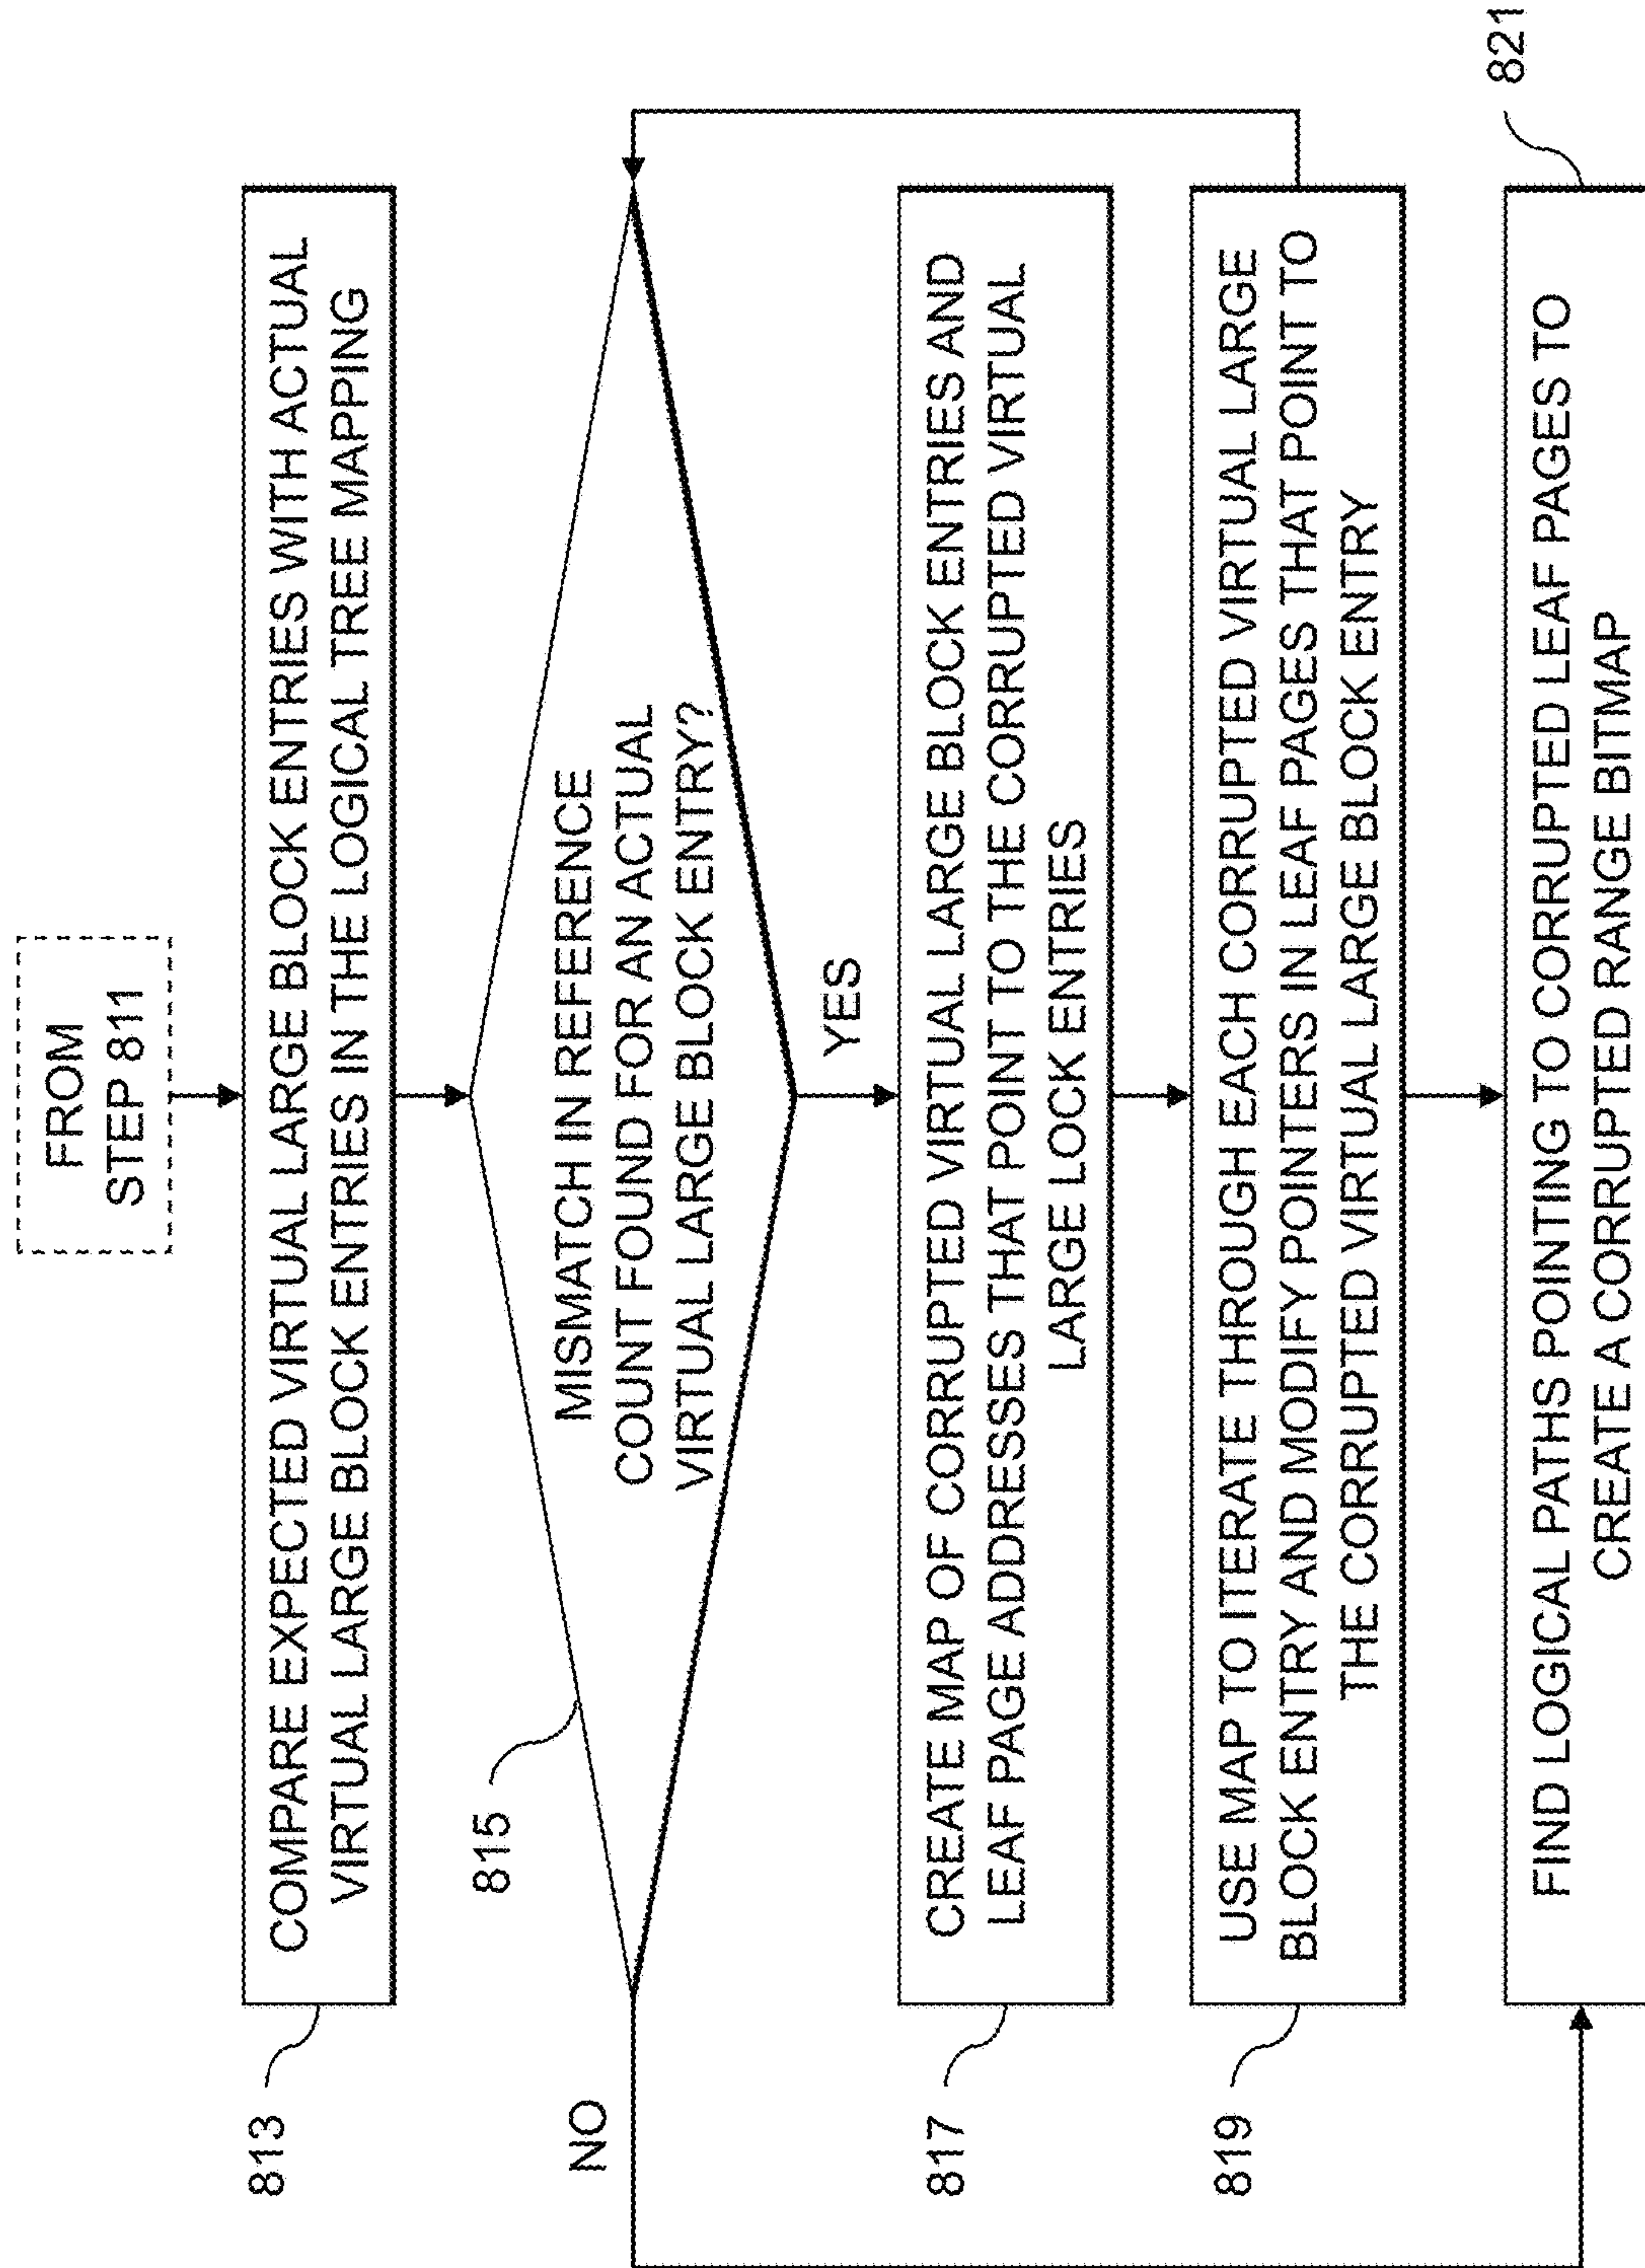 FROM
STEP 811
813
COMPARE EXPECTED VIRTUAL LARGE BLOCK ENTRIES WITH ACTUAL
VIRTUAL LARGE BLOCK ENTRIES IN THE LOGICAL TREE MAPPING
815
MISMATCH IN REFERENCE
COUNT FOUND FOR AN ACTUAL
VIRTUAL LARGE BLOCK ENTRY?
NO
YES
817
CREATE MAP OF CORRUPTED VIRTUAL LARGE BLOCK ENTRIES AND
LEAF PAGE ADDRESSES THAT POINT TO THE CORRUPTED VIRTUAL
LARGE LOCK ENTRIES
819
USE MAP TO ITERATE THROUGH EACH CORRUPTED VIRTUAL LARGE
BLOCK ENTRY AND MODIFY POINTERS IN LEAF PAGES THAT POINT TO
THE CORRUPTED VIRTUAL LARGE BLOCK ENTRY
821
FIND LOGICAL PATHS POINTING TO CORRUPTED LEAF PAGES TO
CREATE A CORRUPTED RANGE BITMAP